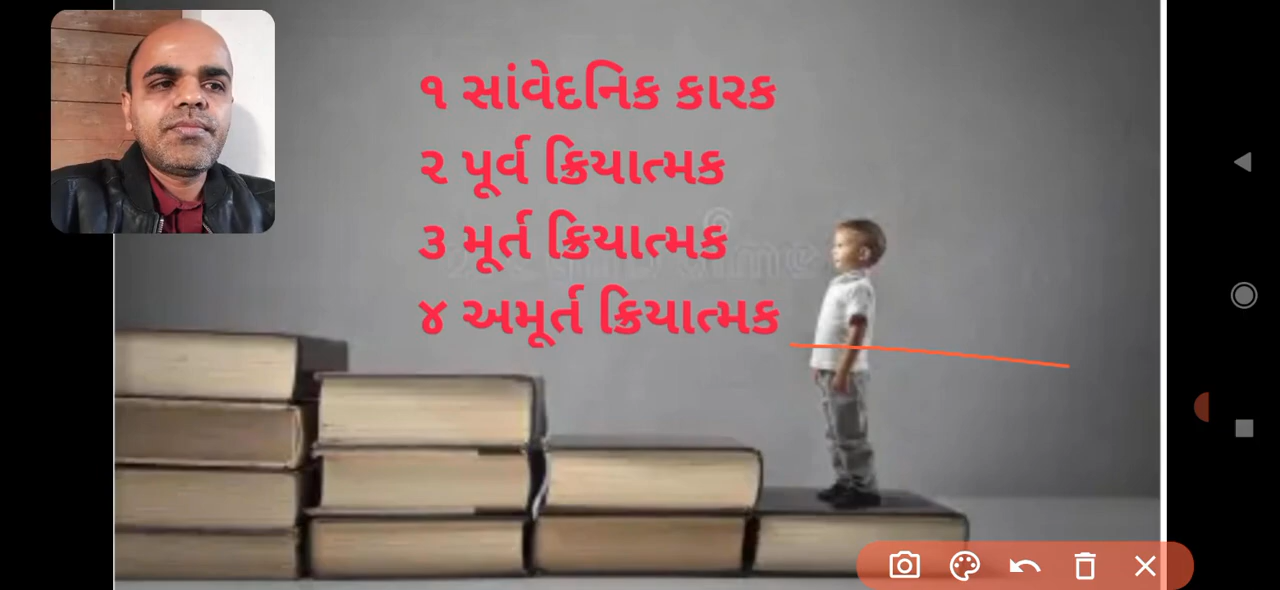 ૧ સાંવેદનિક કારક
૨ પૂર્વ ક્રિયાત્મક
૩ મૂર્ત ક્રિયાત્મક
૪ અમૂર્ત ક્રિયાત્મક